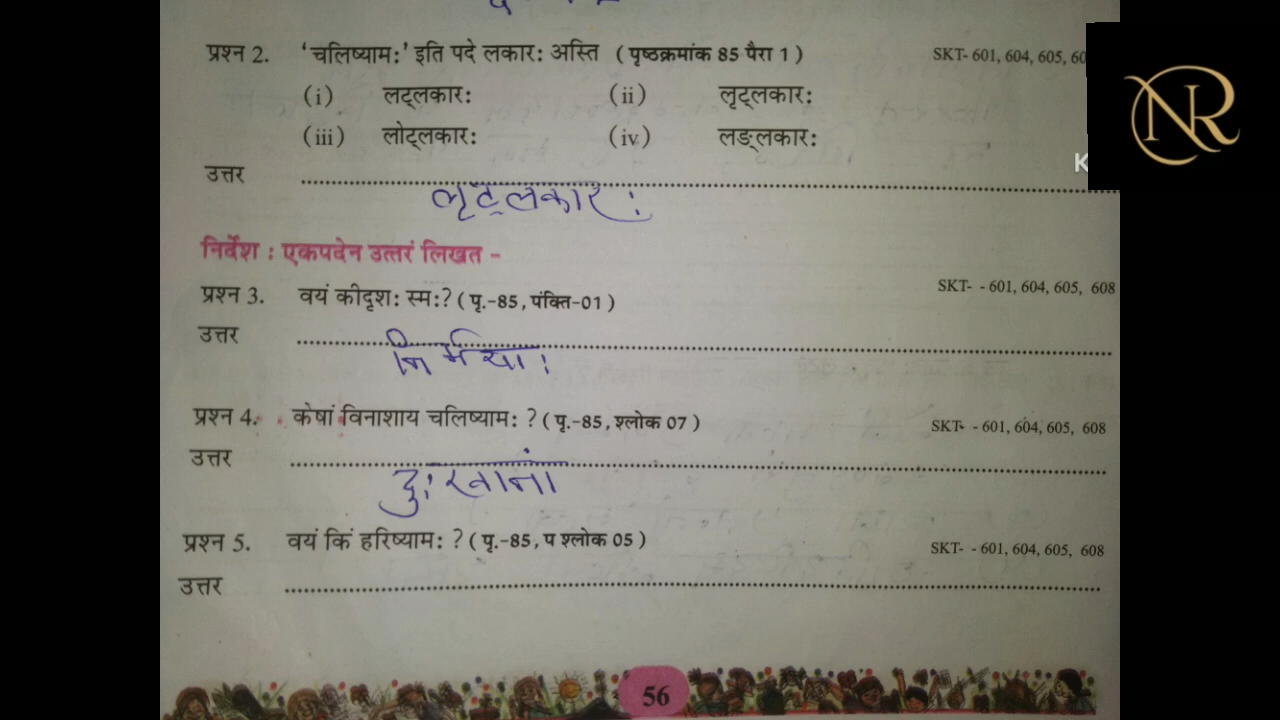 प्रश्न 2. 'चलिष्यामः' इति पदे लकारः अस्ति (पृष्ठक्रमांक 85 पैरा 1) SKT- 601, 604, 605, 60
(i) लट्लकारः (ii) लृट्लकारः
(iii) लोट्लकारः (iv) लङ्लकारः
उत्तर
लृट्लकारः
निर्देश : एकपदेन उत्तरं लिखत -
प्रश्न 3. वयं कीदृशः स्मः? (पृ.-85, पंक्ति-01) SKT- - 601, 604, 605, 608
उत्तर
निर्मया:
प्रश्न 4. केषां विनाशाय चलिष्यामः ? (पृ.-85, श्लोक 07) SKT- - 601, 604, 605, 608
उत्तर
दुःखानां
प्रश्न 5. वयं किं हरिष्यामः ? (पृ.-85, प श्लोक 05) SKT- - 601, 604, 605, 608
उत्तर
56
NR
K